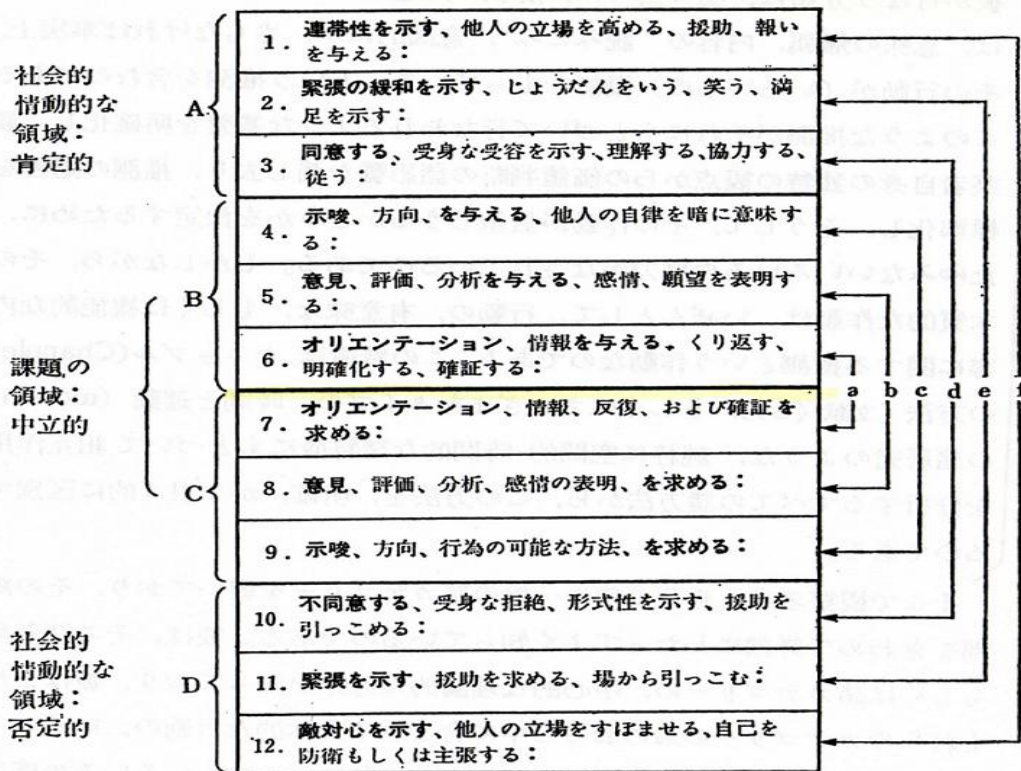 社会的
情動的な
領域：
肯定的
A
1. 連帯性を示す、他人の立場を高める、援助、報い
を与える：
2. 緊張の緩和を示す、じょうだんをいう、笑う、満
足を示す：
3. 同意する、受身な受容を示す、理解する、協力する、
従う：
課題の
領域：
中立的
B
4. 示唆、方向、を与える、他人の自律を暗に意味す
る：
5. 意見、評価、分析を与える、感情、願望を表明す
る：
6. オリエンテーション、情報を与える、くり返す、
明確化する、確証する：
C
7. オリエンテーション、情報、反復、および確証を
求める：
8. 意見、評価、分析、感情の表明、を求める：
9. 示唆、方向、行為の可能な方法、を求める：
社会的
情動的な
領域：
否定的
D
10. 不同意する、受身な拒絶、形式性を示す、援助を
引っこめる：
11. 緊張を示す、援助を求める、場から引っこむ：
12. 敵対心を示す、他人の立場をすぼませる、自己を
防衛もしくは主張する：
a b c d e f